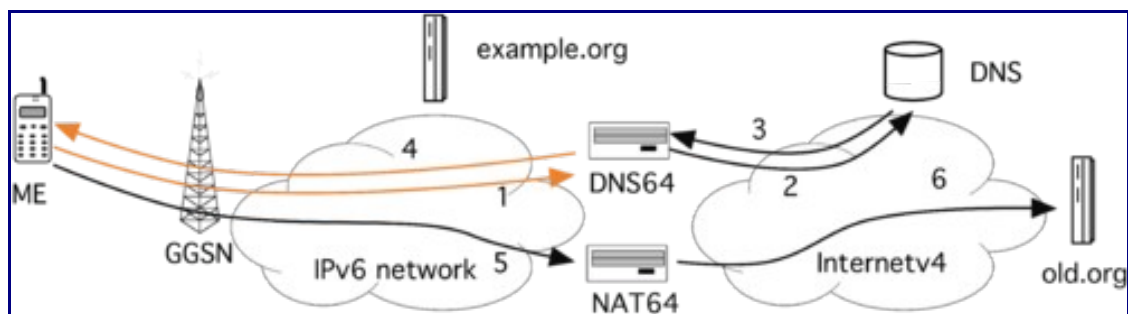 example.org
DNS
ME
GGSN
4
1
3
2
DNS64
6
IPv6 network
5
NAT64
Internetv4
old.org